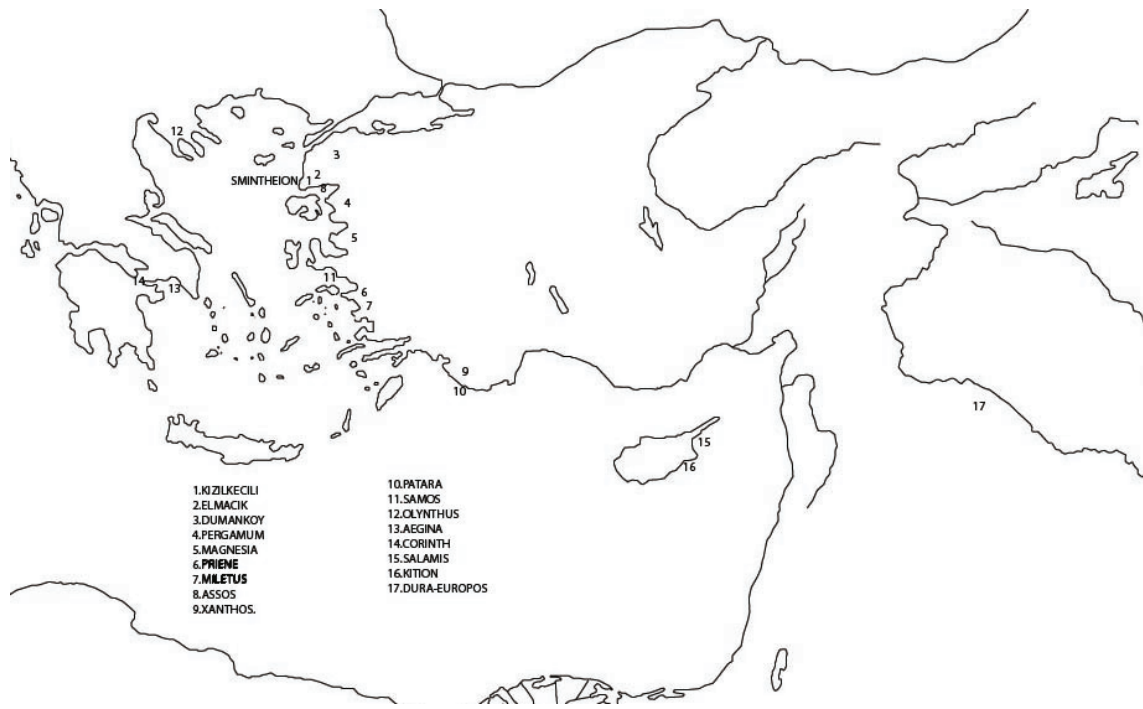 12
3
SMINTHEION
1
2
8
4
5
11
6
7
14
13
9
10
15
16
17
1.KIZILKECILI
2.ELMACIK
3.DUMANKOY
4.PERGAMUM
5.MAGNESIA
6.PRIENE
7.MILETUS
8.ASSOS
9.XANTHOS.
10.PATARA
11.SAMOS
12.OLYNTHUS
13.AEGINA
14.CORINTH
15.SALAMIS
16.KITION
17.DURA-EUROPOS